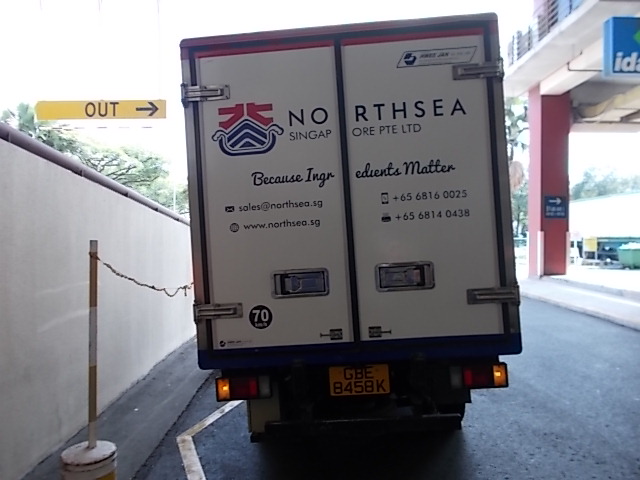 OUT
NORTHSEA
SINGAPORE PTE LTD
Because Ingredients Matter
sales@northsea.sg
www.northsea.sg
+65 6816 0025
+65 6814 0438
70
km/h
GBE
8458K